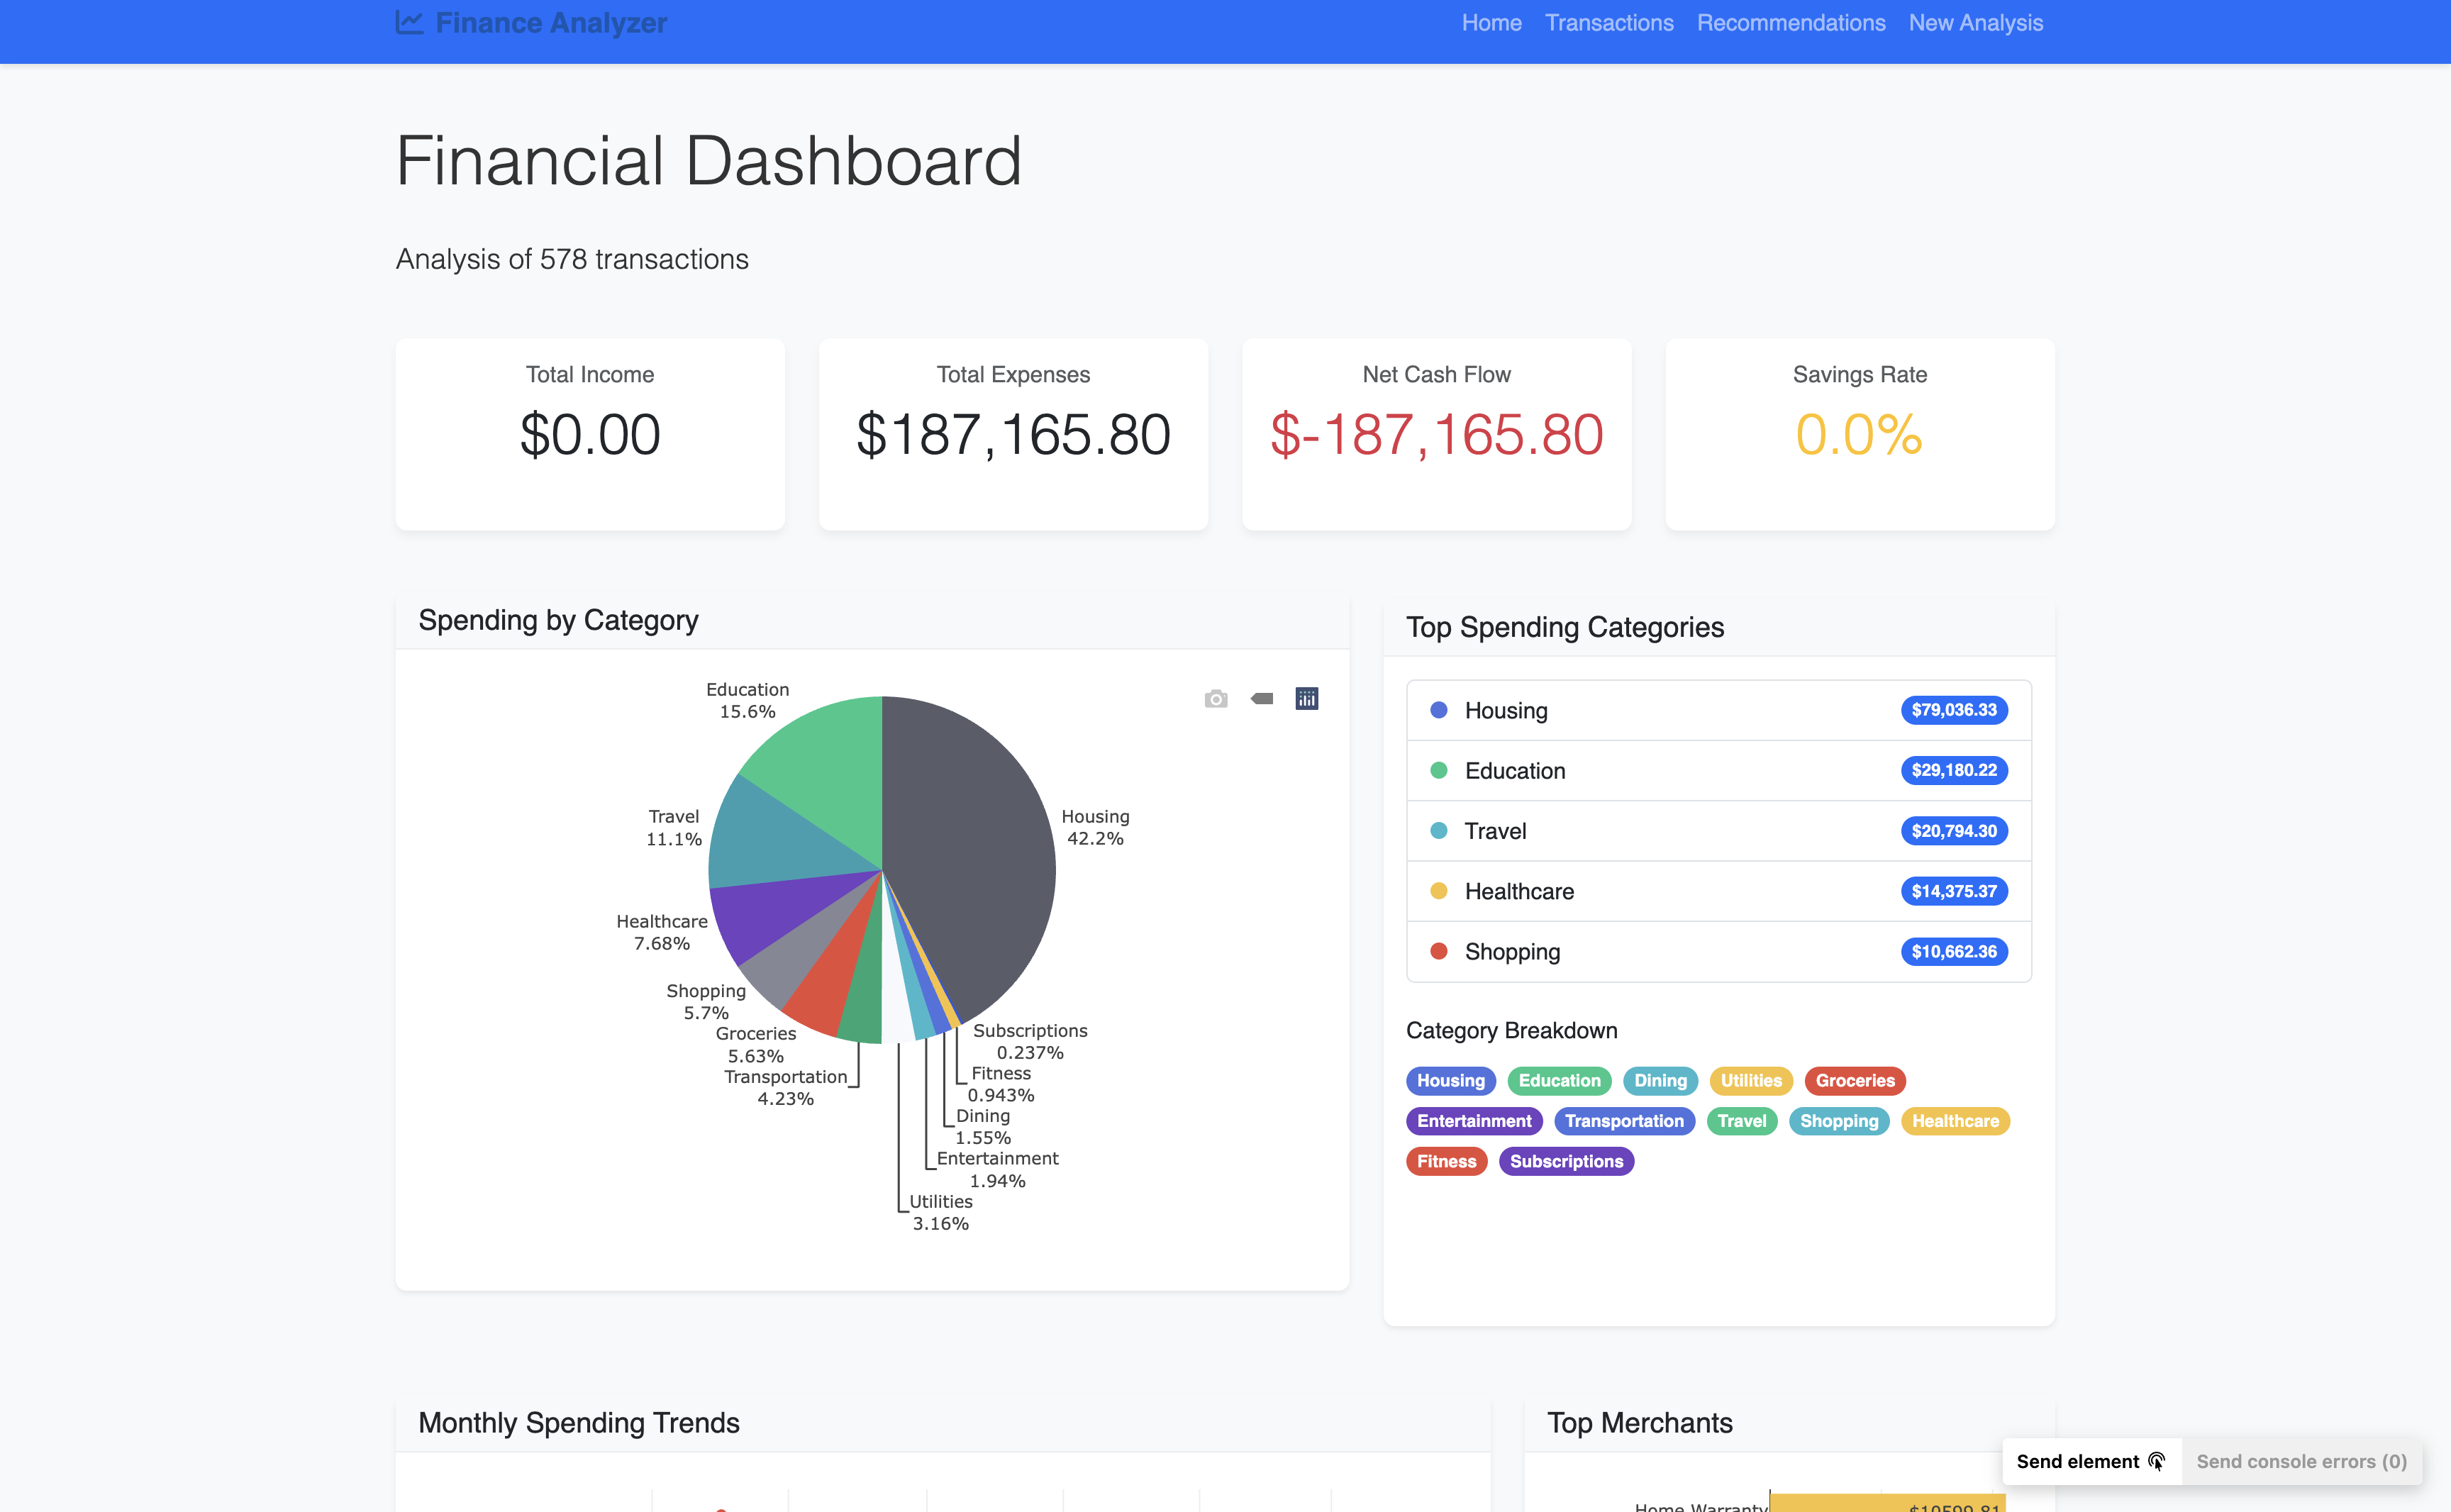 Finance Analyzer
Home Transactions Recommendations New Analysis
Financial Dashboard
Analysis of 578 transactions
Total Income
$0.00
Total Expenses
$187,165.80
Net Cash Flow
$-187,165.80
Savings Rate
0.0%
Spending by Category
Education
15.6%
Travel
11.1%
Healthcare
7.68%
Shopping
5.7%
Groceries
5.63%
Transportation
4.23%
Housing
42.2%
Subscriptions
0.237%
Fitness
0.943%
Dining
1.55%
Entertainment
1.94%
Utilities
3.16%
Top Spending Categories
Housing $79,036.33
Education $29,180.22
Travel $20,794.30
Healthcare $14,375.37
Shopping $10,662.36
Category Breakdown
Housing Education Dining Utilities Groceries
Entertainment Transportation Travel Shopping Healthcare
Fitness Subscriptions
Monthly Spending Trends
Top Merchants
Home Warranty $10599.81
Send element Send console errors (0)